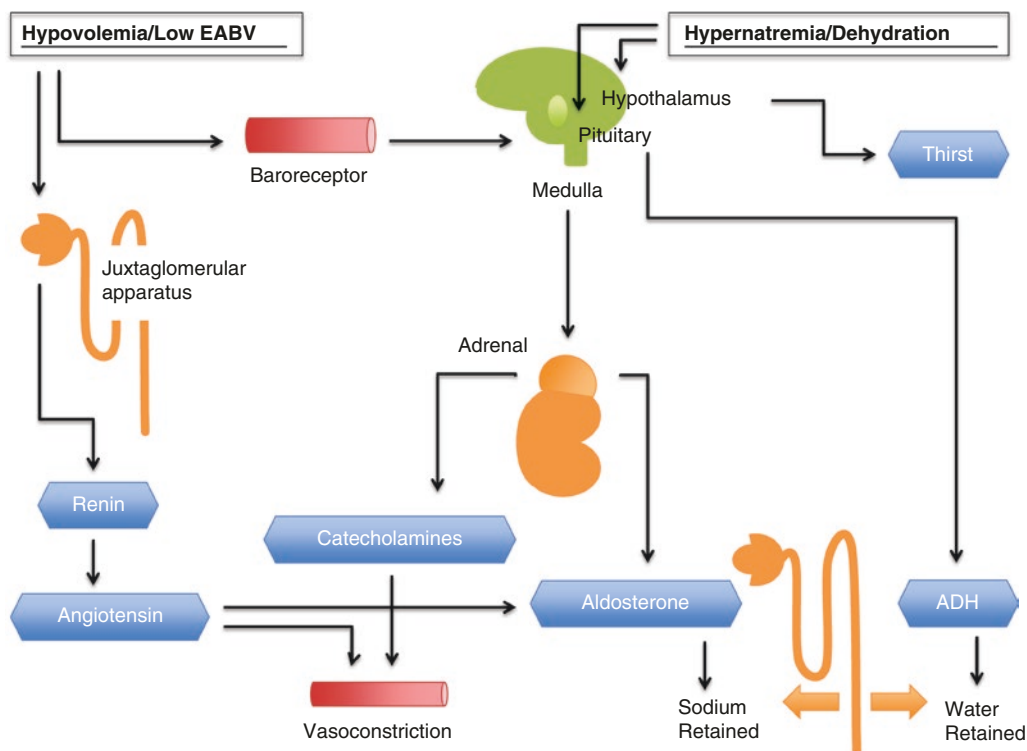 Hypovolemia/Low EABV
Hypernatremia/Dehydration
Hypothalamus
Pituitary
Thirst
Baroreceptor
Medulla
Juxtaglomerular
apparatus
Adrenal
Renin
Catecholamines
Angiotensin
Aldosterone
ADH
Vasoconstriction
Sodium
Retained
Water
Retained